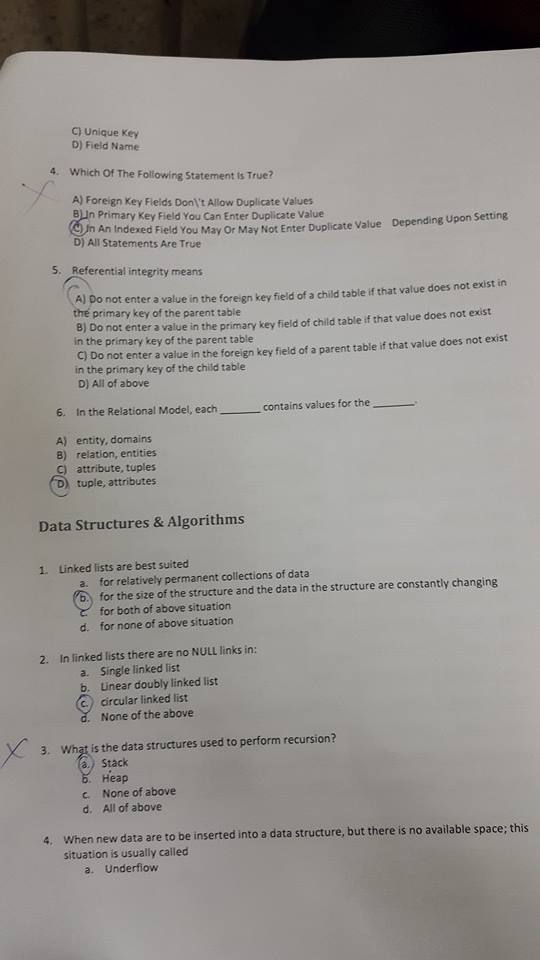 C) Unique Key
D) Field Name
4. Which Of The Following Statement Is True?
A) Foreign Key Fields Don\'t Allow Duplicate Values
B) In Primary Key Field You Can Enter Duplicate Value
C) In An Indexed Field You May Or May Not Enter Duplicate Value Depending Upon Setting
D) All Statements Are True
5. Referential integrity means
A) Do not enter a value in the foreign key field of a child table if that value does not exist in
the primary key of the parent table
B) Do not enter a value in the primary key field of child table if that value does not exist
in the primary key of the parent table
C) Do not enter a value in the foreign key field of a parent table if that value does not exist
in the primary key of the child table
D) All of above
6. In the Relational Model, each _______ contains values for the _______.
A) entity, domains
B) relation, entities
C) attribute, tuples
D) tuple, attributes
Data Structures & Algorithms
1. Linked lists are best suited
a. for relatively permanent collections of data
b. for the size of the structure and the data in the structure are constantly changing
c. for both of above situation
d. for none of above situation
2. In linked lists there are no NULL links in:
a. Single linked list
b. Linear doubly linked list
c. circular linked list
d. None of the above
3. What is the data structures used to perform recursion?
a. Stack
b. Heap
c. None of above
d. All of above
4. When new data are to be inserted into a data structure, but there is no available space; this
situation is usually called
a. Underflow